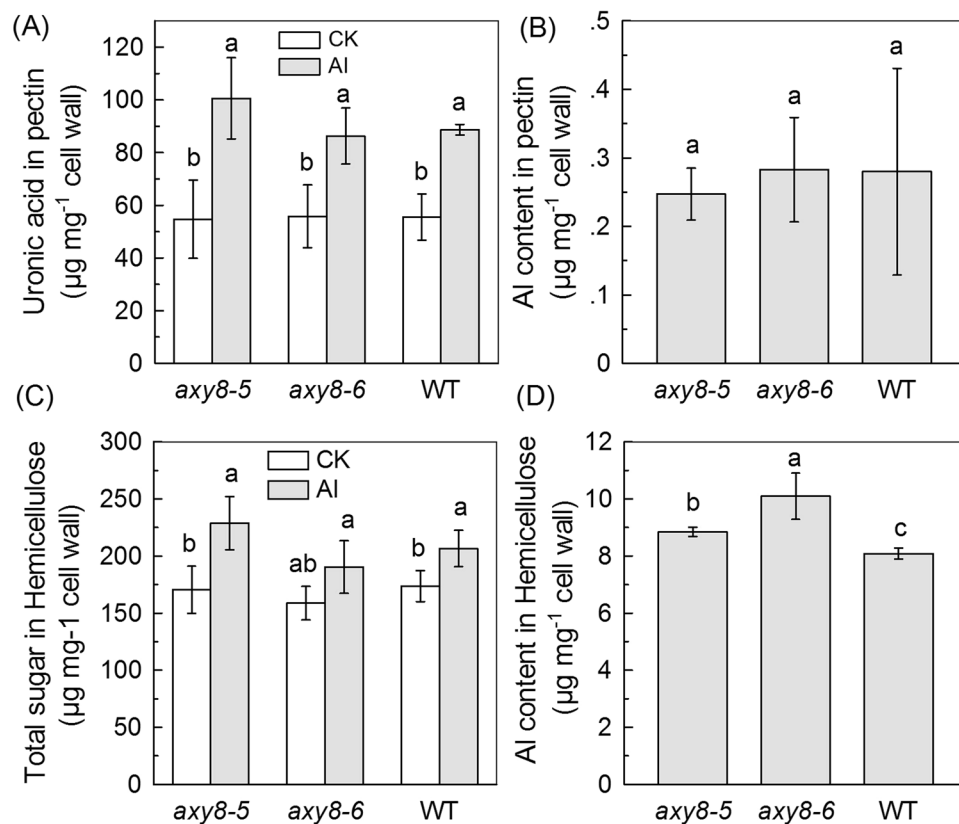 (A)
Uronic acid in pectin
(µg mg-1 cell wall)
120
100
80
60
40
20
0
CK
Al
b
a
b
a
b
a
axy8-5
axy8-6
WT
(B)
Al content in pectin
(µg mg-1 cell wall)
.5
.4
.3
.2
.1
0
a
a
a
axy8-5
axy8-6
WT
(C)
Total sugar in Hemicellulose
(µg mg-1 cell wall)
300
250
200
150
100
50
0
CK
Al
b
a
ab
a
b
a
axy8-5
axy8-6
WT
(D)
Al content in Hemicellulose
(µg mg-1 cell wall)
12
10
8
6
4
2
0
b
a
c
axy8-5
axy8-6
WT